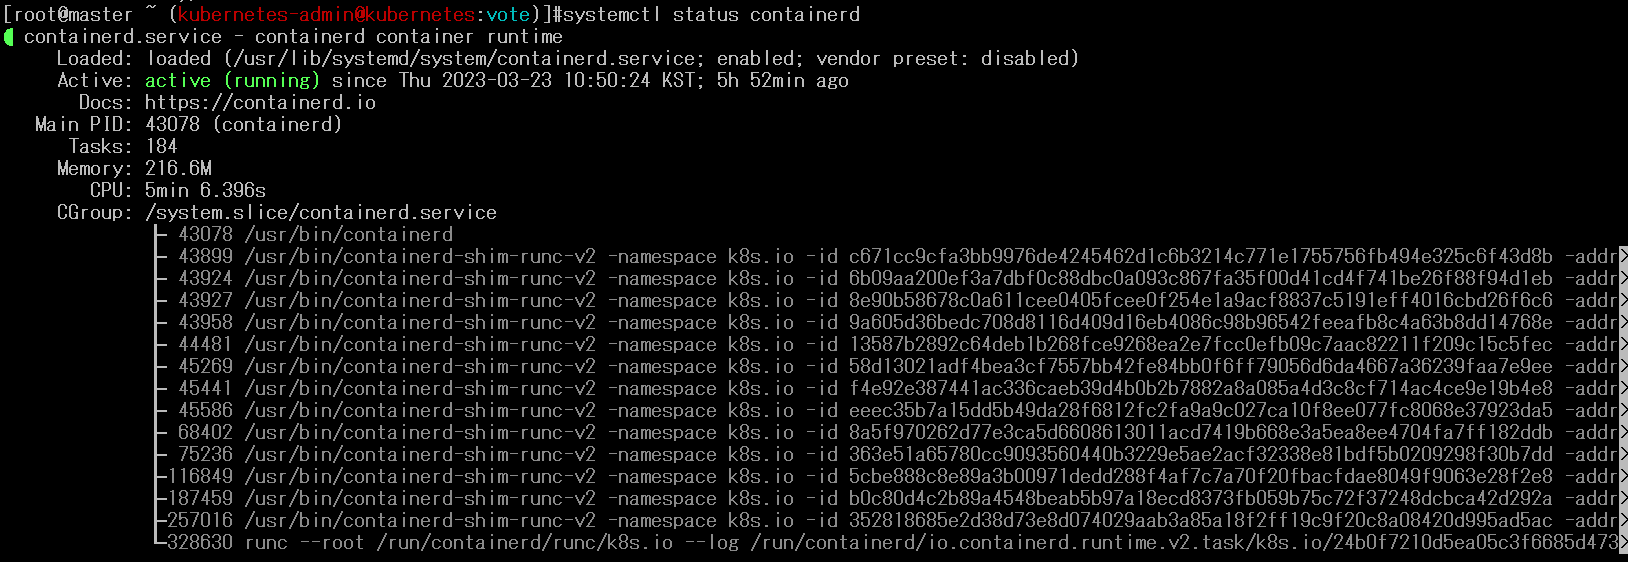 [root@master ~ (kubernetes-admin@kubernetes:vote)]#systemctl status containerd
containerd.service - containerd container runtime
Loaded: loaded (/usr/lib/systemd/system/containerd.service; enabled; vendor preset: disabled)
Active: active (running) since Thu 2023-03-23 10:50:24 KST; 5h 52min ago
Docs: https://containerd.io
Main PID: 43078 (containerd)
Tasks: 184
Memory: 216.6M
CPU: 5min 6.396s
CGroup: /system.slice/containerd.service
├─ 43078 /usr/bin/containerd
├─ 43899 /usr/bin/containerd-shim-runc-v2 -namespace k8s.io -id c671cc9cfa3bb9976de4245462d1c6b3214c771e1755756fb494e325c6f43d8b -addr>
├─ 43924 /usr/bin/containerd-shim-runc-v2 -namespace k8s.io -id 6b09aa200ef3a7dbf0c88dbc0a093c867fa35f00d41cd4f741be26f88f94d1eb -addr>
├─ 43927 /usr/bin/containerd-shim-runc-v2 -namespace k8s.io -id 8e90b58678c0a611cee0405fcee0f254e1a9acf8837c5191eff4016cbd26f6c6 -addr>
├─ 43958 /usr/bin/containerd-shim-runc-v2 -namespace k8s.io -id 9a605d36bedc708d8116d409d16eb4086c98b96542feeafb8c4a63b8dd14768e -addr>
├─ 44481 /usr/bin/containerd-shim-runc-v2 -namespace k8s.io -id 13587b2892c64deb1b268fce9268ea2e7fcc0efb09c7aac82211f209c15c5fec -addr>
├─ 45269 /usr/bin/containerd-shim-runc-v2 -namespace k8s.io -id 58d13021adf4bea3cf7557bb42fe84bb0f6ff79056d6da4667a36239faa7e9ee -addr>
├─ 45441 /usr/bin/containerd-shim-runc-v2 -namespace k8s.io -id f4e92e387441ac336caeb39d4b0b2b7882a8a085a4d3c8cf714ac4ce9e19b4e8 -addr>
├─ 45586 /usr/bin/containerd-shim-runc-v2 -namespace k8s.io -id eeec35b7a15dd5b49da28f6812fc2fa9a9c027ca10f8ee077fc8068e37923da5 -addr>
├─ 68402 /usr/bin/containerd-shim-runc-v2 -namespace k8s.io -id 8a5f970262d77e3ca5d6608613011acd7419b668e3a5ea8ee4704fa7ff182ddb -addr>
├─ 75236 /usr/bin/containerd-shim-runc-v2 -namespace k8s.io -id 363e51a65780cc9093560440b3229e5ae2acf32338e81bdf5b0209298f30b7dd -addr>
├─116849 /usr/bin/containerd-shim-runc-v2 -namespace k8s.io -id 5cbe888c8e89a3b00971dedd288f4af7c7a70f20fbacfdae8049f9063e28f2e8 -addr>
├─187459 /usr/bin/containerd-shim-runc-v2 -namespace k8s.io -id b0c80d4c2b89a4548beab5b97a18ecd8373fb059b75c72f37248dcbca42d292a -addr>
├─257016 /usr/bin/containerd-shim-runc-v2 -namespace k8s.io -id 352818685e2d38d73e8d074029aab3a85a18f2ff19c9f20c8a08420d995ad5ac -addr>
└─328630 runc --root /run/containerd/runc/k8s.io --log /run/containerd/io.containerd.runtime.v2.task/k8s.io/24b0f7210d5ea05c3f6685d473>